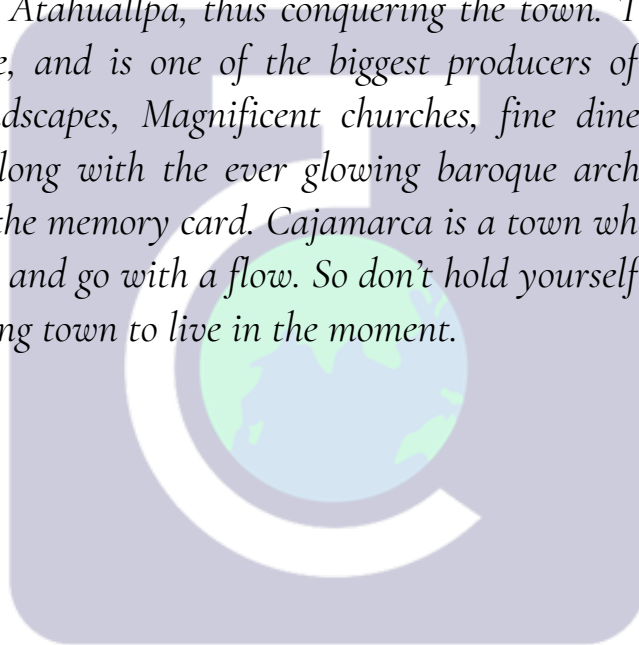 Atahuallpa, thus conquering the town. T
e, and is one of the biggest producers of
dscapes, Magnificent churches, fine dine
long with the ever glowing baroque arch
the memory card. Cajamarca is a town wh
and go with a flow. So don't hold yourself
ng town to live in the moment.